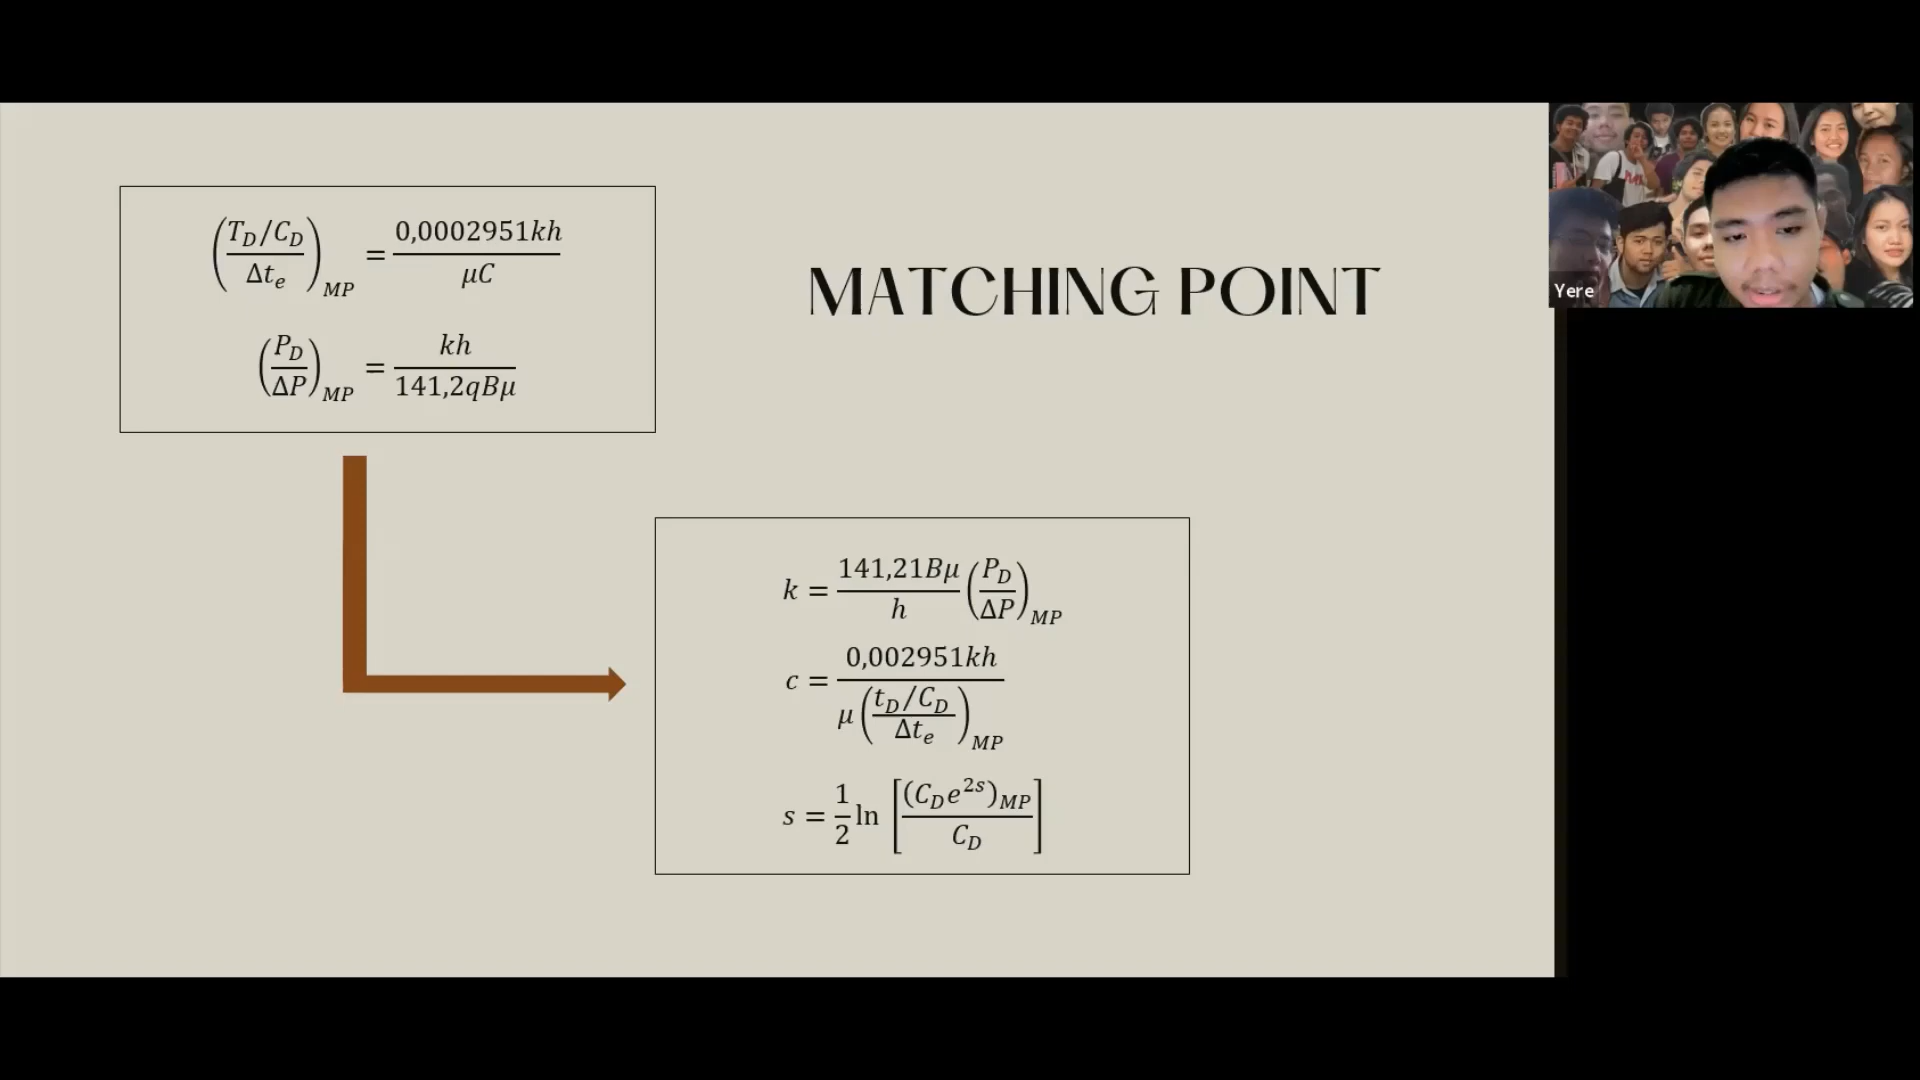 (T_D/C_D / Δt_e)_MP = 0,0002951kh / μC
(P_D / ΔP)_MP = kh / 141,2qBμ
MATCHING POINT
Yere
k = 141,21Bμ / h (P_D / ΔP)_MP
c = 0,002951kh / μ (t_D/C_D / Δt_e)_MP
s = 1/2 ln [(C_D e^2s)_MP / C_D]